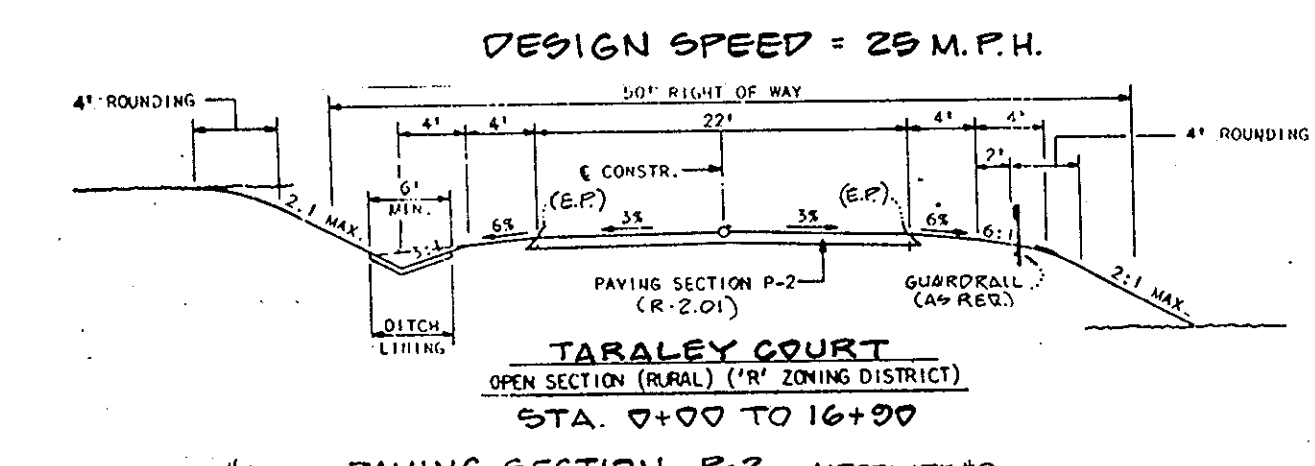 DESIGN SPEED = 25 M.P.H.
4' ROUNDING
50' RIGHT OF WAY
4' 4' 22' 4' 4'
4' ROUNDING
2'
℄ CONSTR.
6' MIN.
(E.P.) (E.P.)
2:1 MAX. 6% 3% 3% 6% 6:1
3:1
PAVING SECTION P-2
(R-2.01)
GUARDRAIL
(AS REQ.)
2:1 MAX.
DITCH
LINING
TARALEY COURT
OPEN SECTION (RURAL) ('R' ZONING DISTRICT)
STA. 0+00 TO 16+90
PAVING SECTION P-2